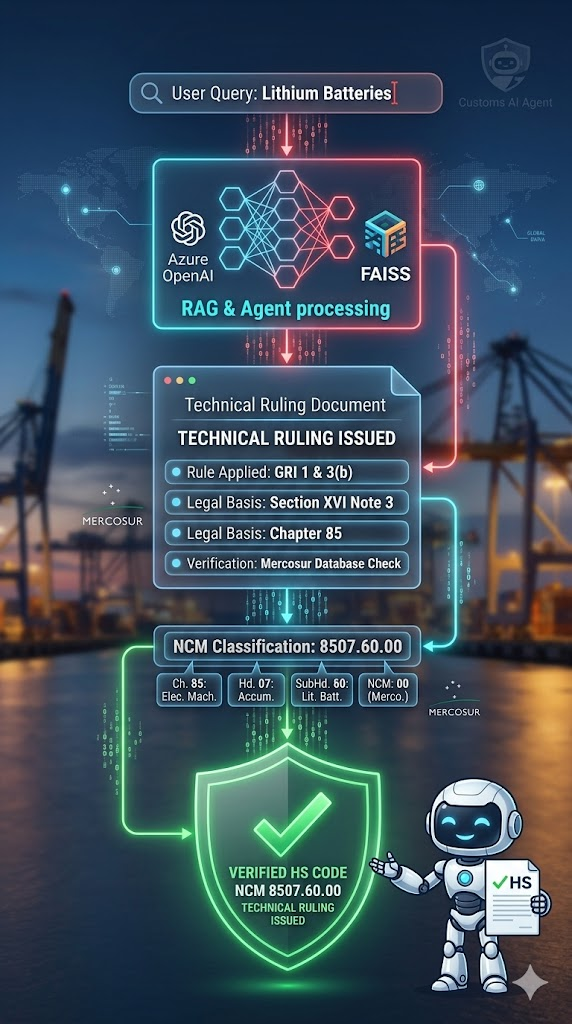 User Query: Lithium Batteries
Customs AI Agent
Azure
OpenAI
FAISS
RAG & Agent processing
Technical Ruling Document
TECHNICAL RULING ISSUED
Rule Applied: GRI 1 & 3(b)
Legal Basis: Section XVI Note 3
Legal Basis: Chapter 85
Verification: Mercosur Database Check
MERCOSUR
NCM Classification: 8507.60.00
Ch. 85:
Elec. Mach.
Hd. 07:
Accum.
SubHd. 60:
Lit. Batt.
NCM: 00
(Merco.)
MERCOSUR
VERIFIED HS CODE
NCM 8507.60.00
TECHNICAL RULING
ISSUED
HS